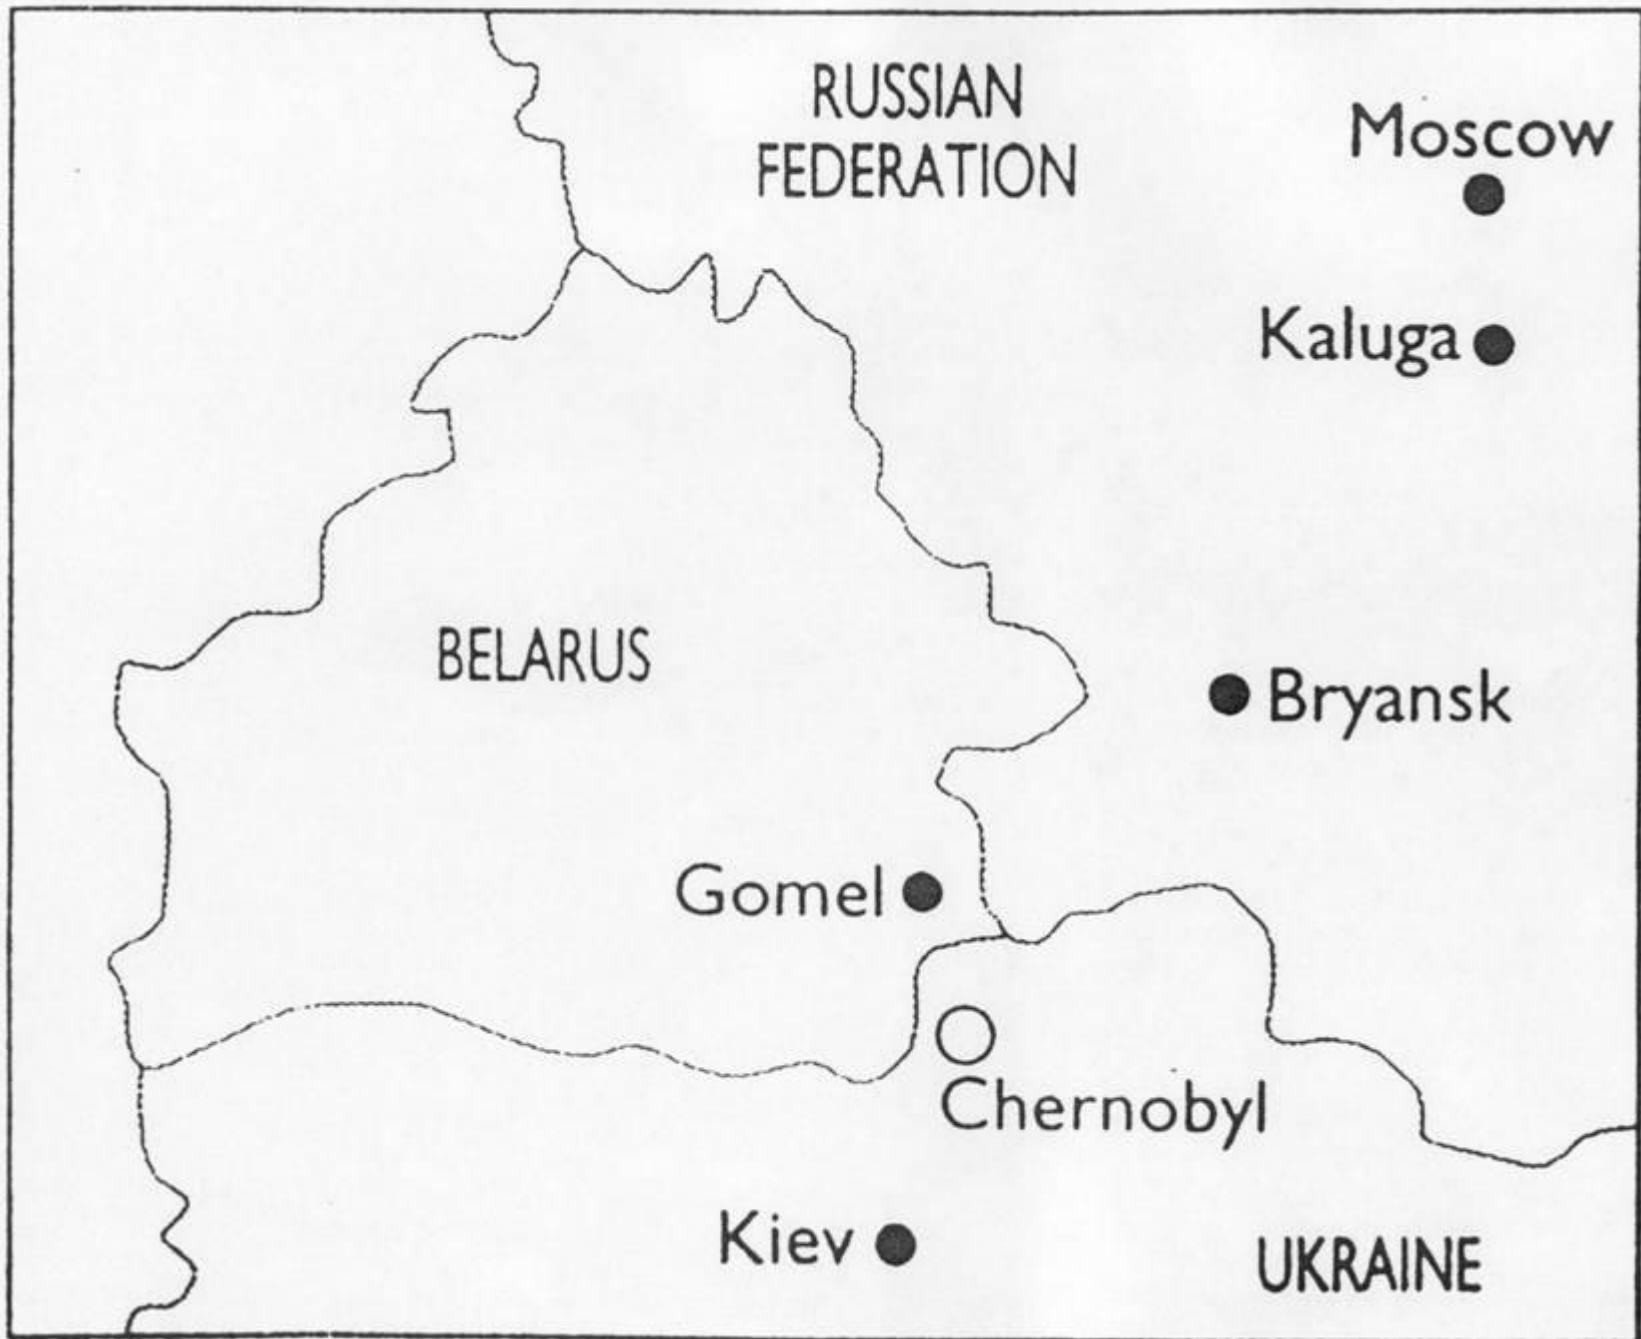 RUSSIAN
FEDERATION
Moscow
Kaluga
BELARUS
Bryansk
Gomel
Chernobyl
Kiev
UKRAINE